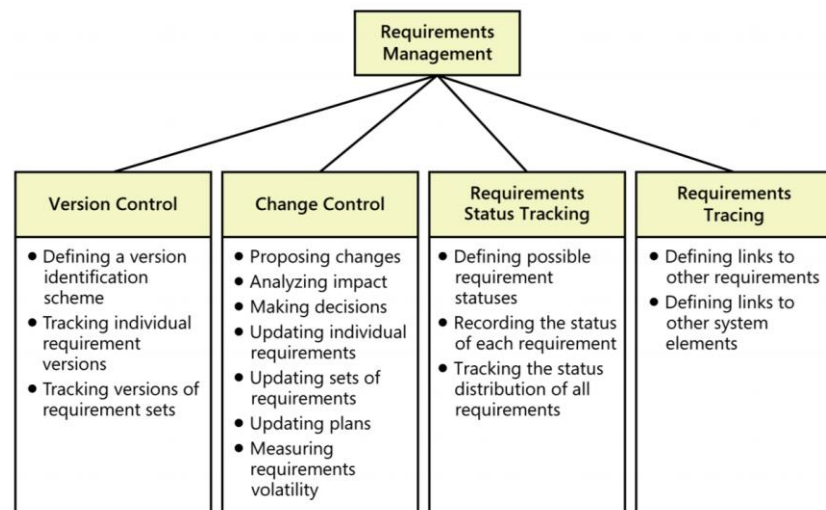 Requirements
Management
Version Control
• Defining a version
identification
scheme
• Tracking individual
requirement
versions
• Tracking versions of
requirement sets
Change Control
• Proposing changes
• Analyzing impact
• Making decisions
• Updating individual
requirements
• Updating sets of
requirements
• Updating plans
• Measuring
requirements
volatility
Requirements
Status Tracking
• Defining possible
requirement
statuses
• Recording the status
of each requirement
• Tracking the status
distribution of all
requirements
Requirements
Tracing
• Defining links to
other requirements
• Defining links to
other system
elements